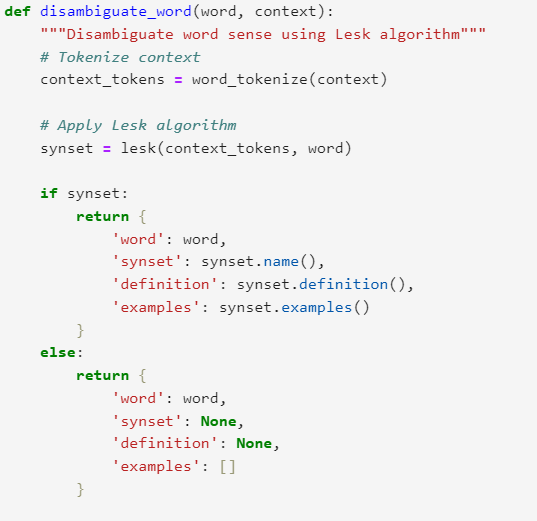 def disambiguate_word(word, context):
    """Disambiguate word sense using Lesk algorithm"""
    # Tokenize context
    context_tokens = word_tokenize(context)

    # Apply Lesk algorithm
    synset = lesk(context_tokens, word)

    if synset:
        return {
            'word': word,
            'synset': synset.name(),
            'definition': synset.definition(),
            'examples': synset.examples()
        }
    else:
        return {
            'word': word,
            'synset': None,
            'definition': None,
            'examples': []
        }